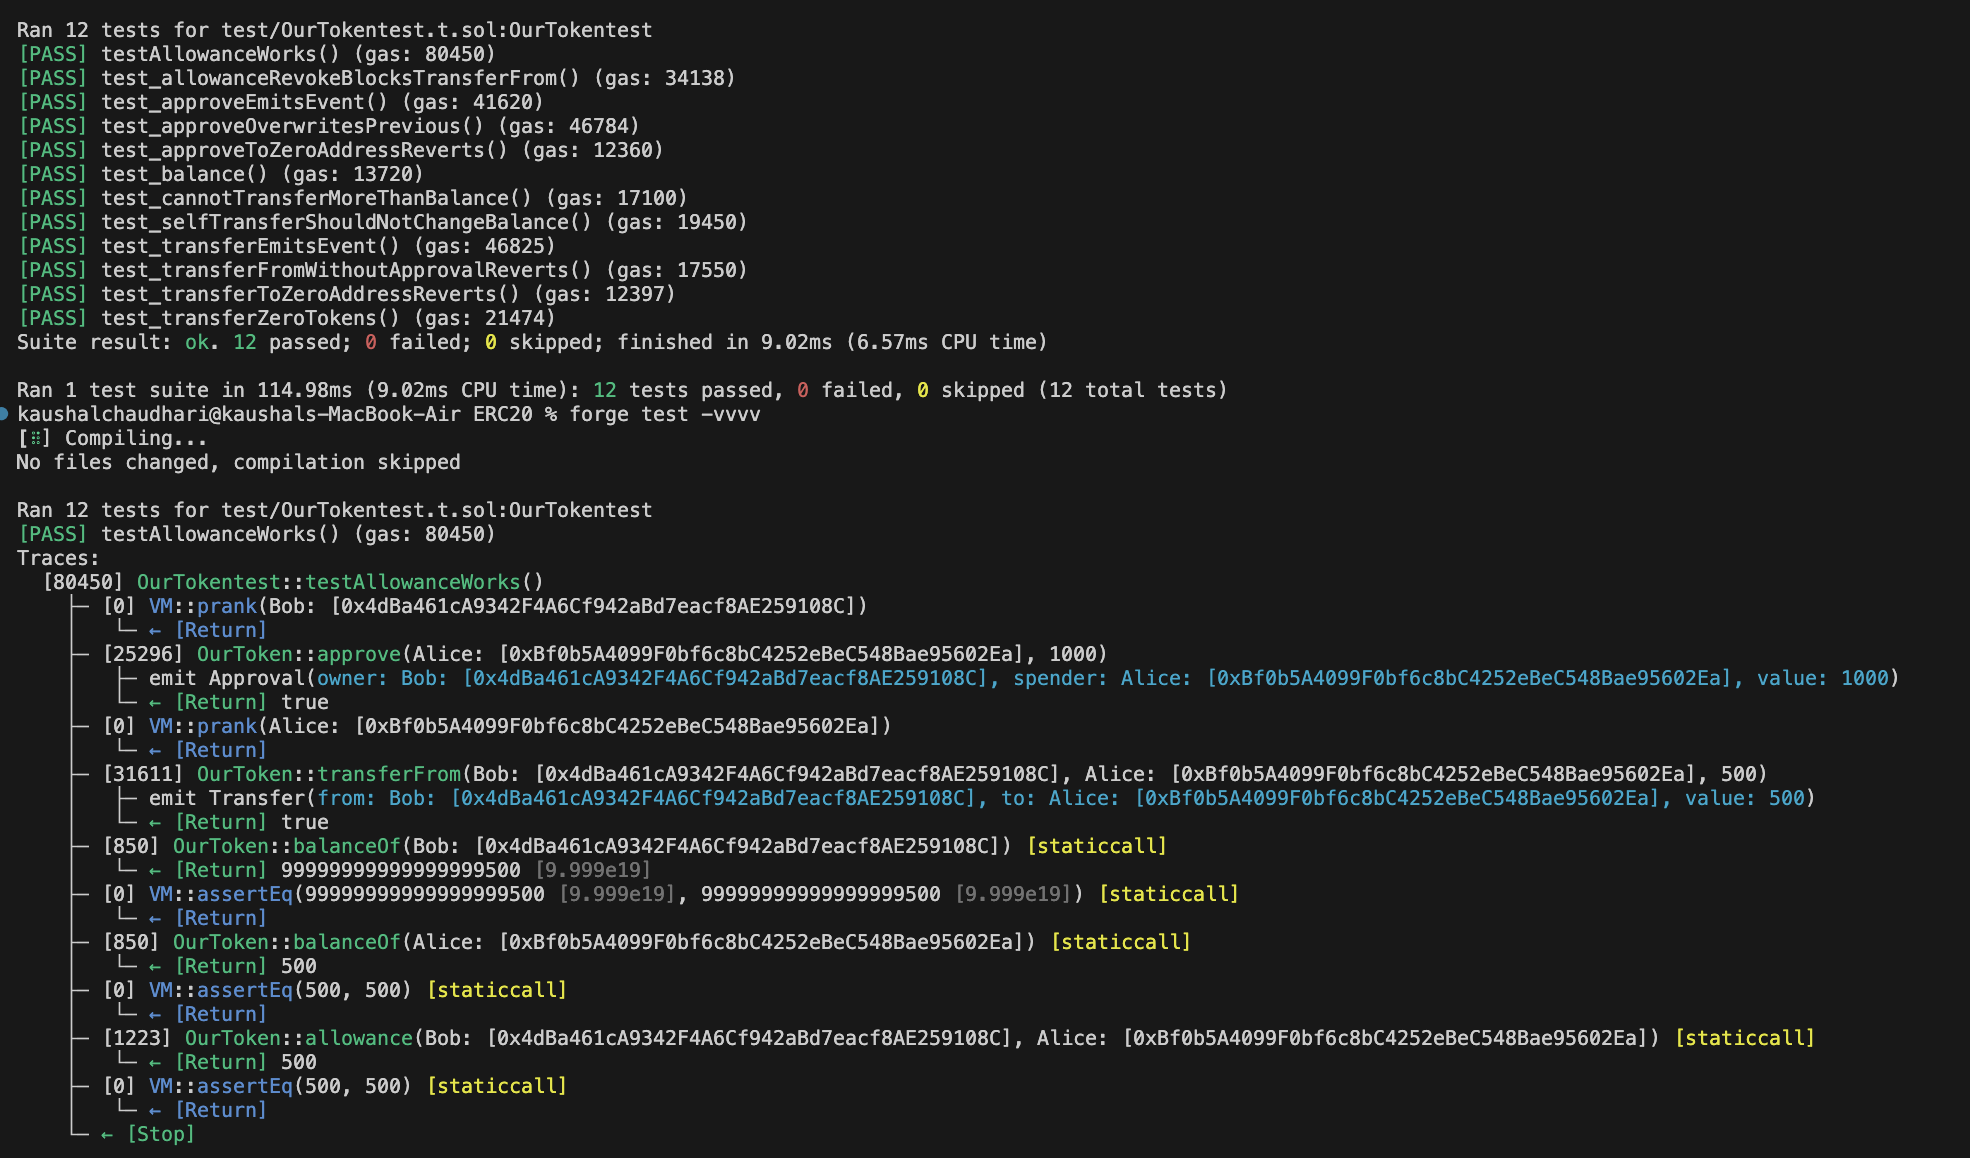 Ran 12 tests for test/OurTokentest.t.sol:OurTokentest
[PASS] testAllowanceWorks() (gas: 80450)
[PASS] test_allowanceRevokeBlocksTransferFrom() (gas: 34138)
[PASS] test_approveEmitsEvent() (gas: 41620)
[PASS] test_approveOverwritesPrevious() (gas: 46784)
[PASS] test_approveToZeroAddressReverts() (gas: 12360)
[PASS] test_balance() (gas: 13720)
[PASS] test_cannotTransferMoreThanBalance() (gas: 17100)
[PASS] test_selfTransferShouldNotChangeBalance() (gas: 19450)
[PASS] test_transferEmitsEvent() (gas: 46825)
[PASS] test_transferFromWithoutApprovalReverts() (gas: 17550)
[PASS] test_transferToZeroAddressReverts() (gas: 12397)
[PASS] test_transferZeroTokens() (gas: 21474)
Suite result: ok. 12 passed; 0 failed; 0 skipped; finished in 9.02ms (6.57ms CPU time)
Ran 1 test suite in 114.98ms (9.02ms CPU time): 12 tests passed, 0 failed, 0 skipped (12 total tests)
kaushalchaudhari@kaushals-MacBook-Air ERC20 % forge test -vvvv
[⠿] Compiling...
No files changed, compilation skipped
Ran 12 tests for test/OurTokentest.t.sol:OurTokentest
[PASS] testAllowanceWorks() (gas: 80450)
Traces:
[80450] OurTokentest::testAllowanceWorks()
├─ [0] VM::prank(Bob: [0x4dBa461cA9342F4A6Cf942aBd7eacf8AE259108C])
│ └─ ← [Return]
├─ [25296] OurToken::approve(Alice: [0xBf0b5A4099F0bf6c8bC4252eBeC548Bae95602Ea], 1000)
│ ├─ emit Approval(owner: Bob: [0x4dBa461cA9342F4A6Cf942aBd7eacf8AE259108C], spender: Alice: [0xBf0b5A4099F0bf6c8bC4252eBeC548Bae95602Ea], value: 1000)
│ └─ ← [Return] true
├─ [0] VM::prank(Alice: [0xBf0b5A4099F0bf6c8bC4252eBeC548Bae95602Ea])
│ └─ ← [Return]
├─ [31611] OurToken::transferFrom(Bob: [0x4dBa461cA9342F4A6Cf942aBd7eacf8AE259108C], Alice: [0xBf0b5A4099F0bf6c8bC4252eBeC548Bae95602Ea], 500)
│ ├─ emit Transfer(from: Bob: [0x4dBa461cA9342F4A6Cf942aBd7eacf8AE259108C], to: Alice: [0xBf0b5A4099F0bf6c8bC4252eBeC548Bae95602Ea], value: 500)
│ └─ ← [Return] true
├─ [850] OurToken::balanceOf(Bob: [0x4dBa461cA9342F4A6Cf942aBd7eacf8AE259108C]) [staticcall]
│ └─ ← [Return] 99999999999999999500 [9.999e19]
├─ [0] VM::assertEq(99999999999999999500 [9.999e19], 99999999999999999500 [9.999e19]) [staticcall]
│ └─ ← [Return]
├─ [850] OurToken::balanceOf(Alice: [0xBf0b5A4099F0bf6c8bC4252eBeC548Bae95602Ea]) [staticcall]
│ └─ ← [Return] 500
├─ [0] VM::assertEq(500, 500) [staticcall]
│ └─ ← [Return]
├─ [1223] OurToken::allowance(Bob: [0x4dBa461cA9342F4A6Cf942aBd7eacf8AE259108C], Alice: [0xBf0b5A4099F0bf6c8bC4252eBeC548Bae95602Ea]) [staticcall]
│ └─ ← [Return] 500
├─ [0] VM::assertEq(500, 500) [staticcall]
│ └─ ← [Return]
└─ ← [Stop]